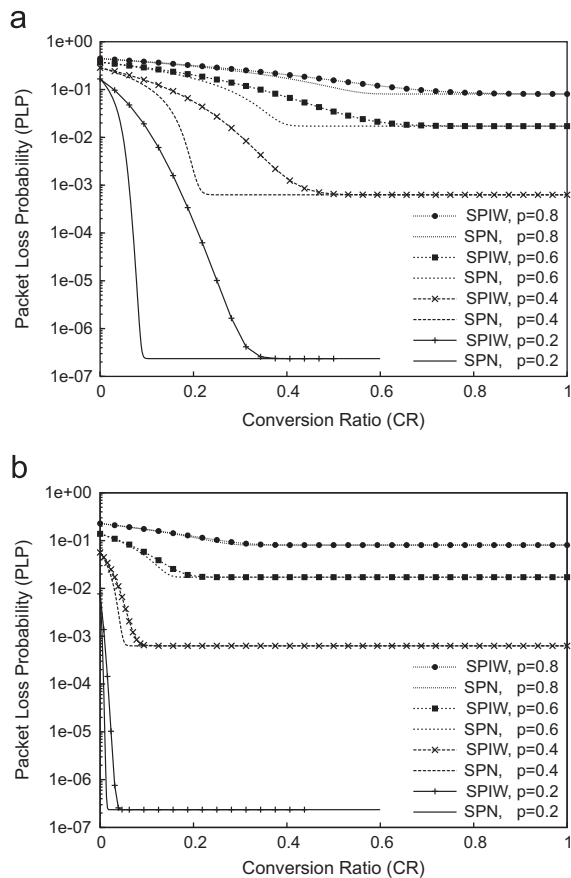 a
Packet Loss Probability (PLP)
1e+00
1e-01
1e-02
1e-03
1e-04
1e-05
1e-06
1e-07
SPIW, p=0.8
SPN, p=0.8
SPIW, p=0.6
SPN, p=0.6
SPIW, p=0.4
SPN, p=0.4
SPIW, p=0.2
SPN, p=0.2
0 0.2 0.4 0.6 0.8 1
Conversion Ratio (CR)
b
Packet Loss Probability (PLP)
1e+00
1e-01
1e-02
1e-03
1e-04
1e-05
1e-06
1e-07
SPIW, p=0.8
SPN, p=0.8
SPIW, p=0.6
SPN, p=0.6
SPIW, p=0.4
SPN, p=0.4
SPIW, p=0.2
SPN, p=0.2
0 0.2 0.4 0.6 0.8 1
Conversion Ratio (CR)